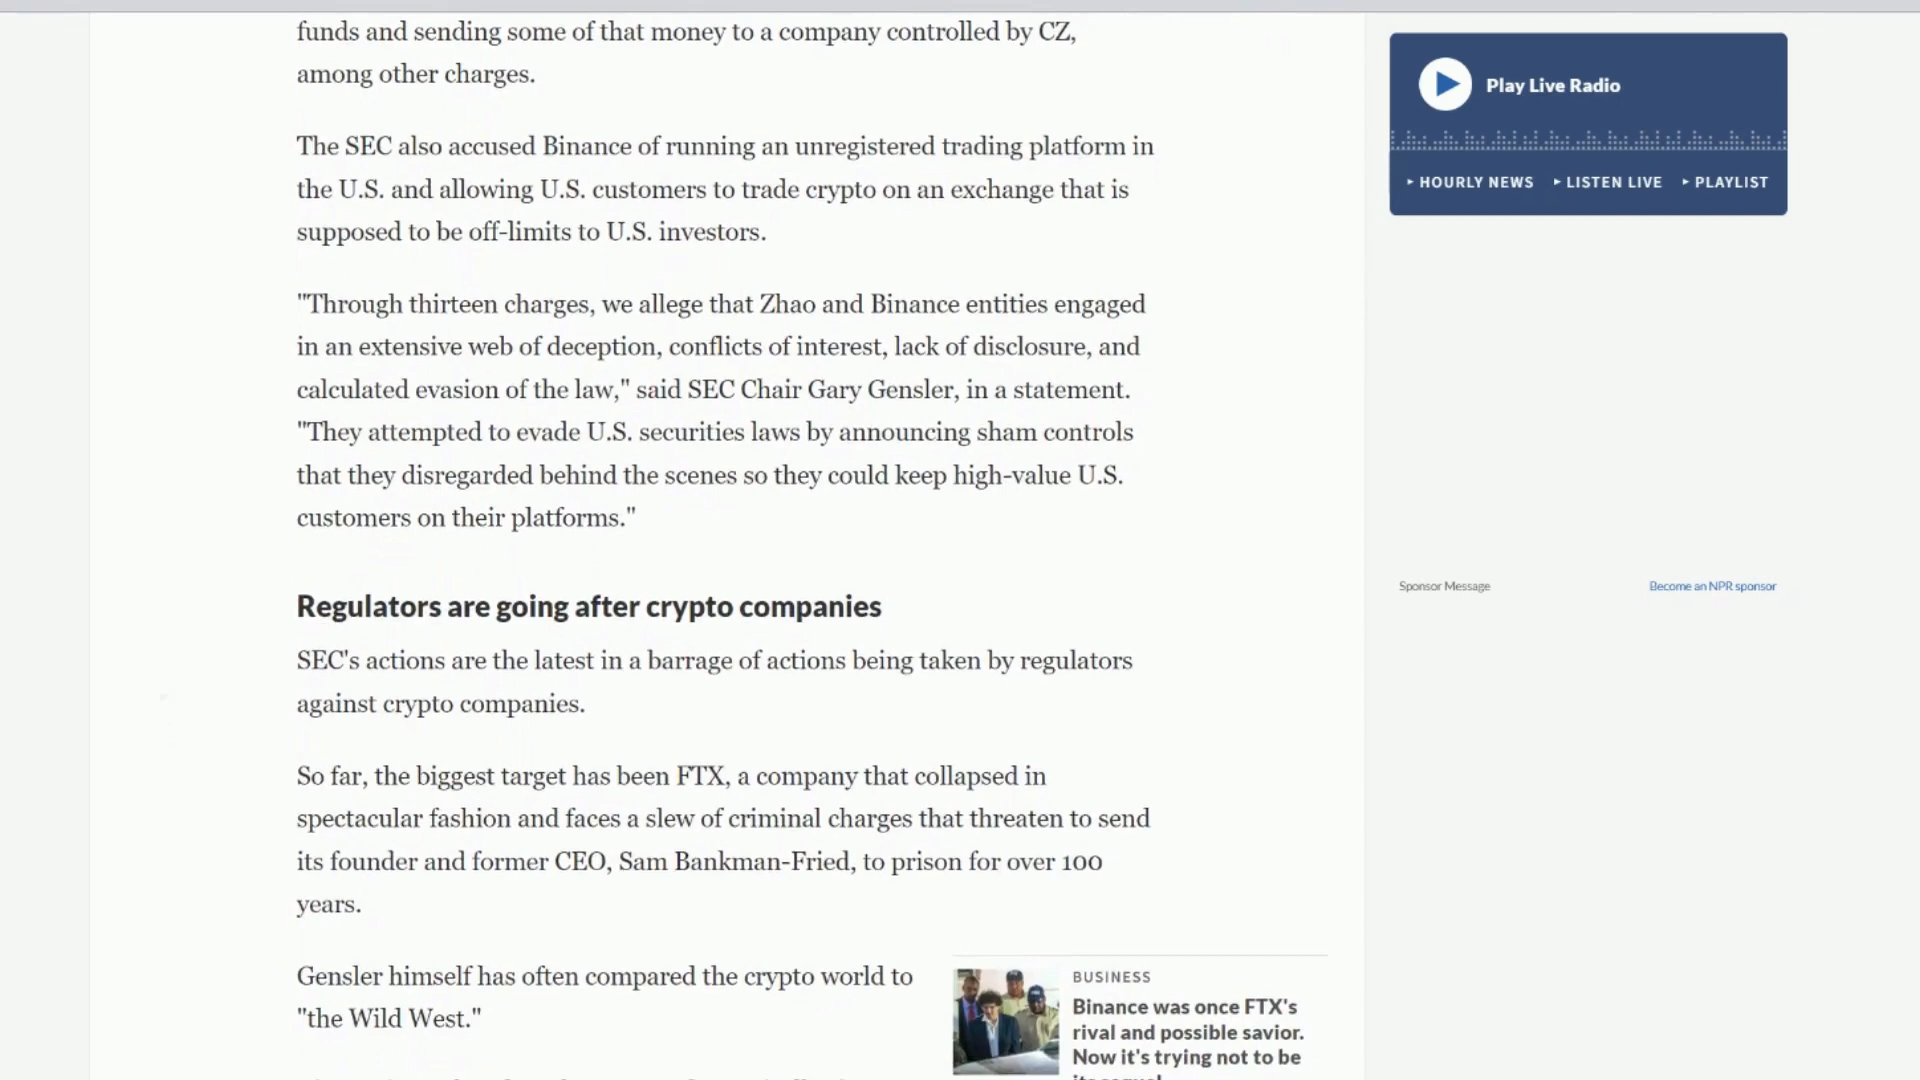 funds and sending some of that money to a company controlled by CZ,
among other charges.
The SEC also accused Binance of running an unregistered trading platform in
the U.S. and allowing U.S. customers to trade crypto on an exchange that is
supposed to be off-limits to U.S. investors.
"Through thirteen charges, we allege that Zhao and Binance entities engaged
in an extensive web of deception, conflicts of interest, lack of disclosure, and
calculated evasion of the law," said SEC Chair Gary Gensler, in a statement.
"They attempted to evade U.S. securities laws by announcing sham controls
that they disregarded behind the scenes so they could keep high-value U.S.
customers on their platforms."
Regulators are going after crypto companies
SEC's actions are the latest in a barrage of actions being taken by regulators
against crypto companies.
So far, the biggest target has been FTX, a company that collapsed in
spectacular fashion and faces a slew of criminal charges that threaten to send
its founder and former CEO, Sam Bankman-Fried, to prison for over 100
years.
Gensler himself has often compared the crypto world to
"the Wild West."
BUSINESS
Binance was once FTX's
rival and possible savior.
Now it's trying not to be
Play Live Radio
HOURLY NEWS LISTEN LIVE PLAYLIST
Sponsor Message
Become an NPR sponsor